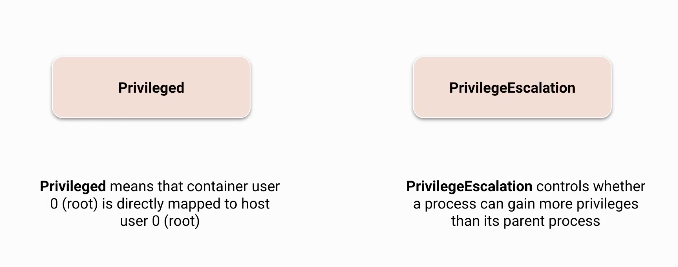 Privileged
PrivilegeEscalation
Privileged means that container user
0 (root) is directly mapped to host
user 0 (root)
PrivilegeEscalation controls whether
a process can gain more privileges
than its parent process